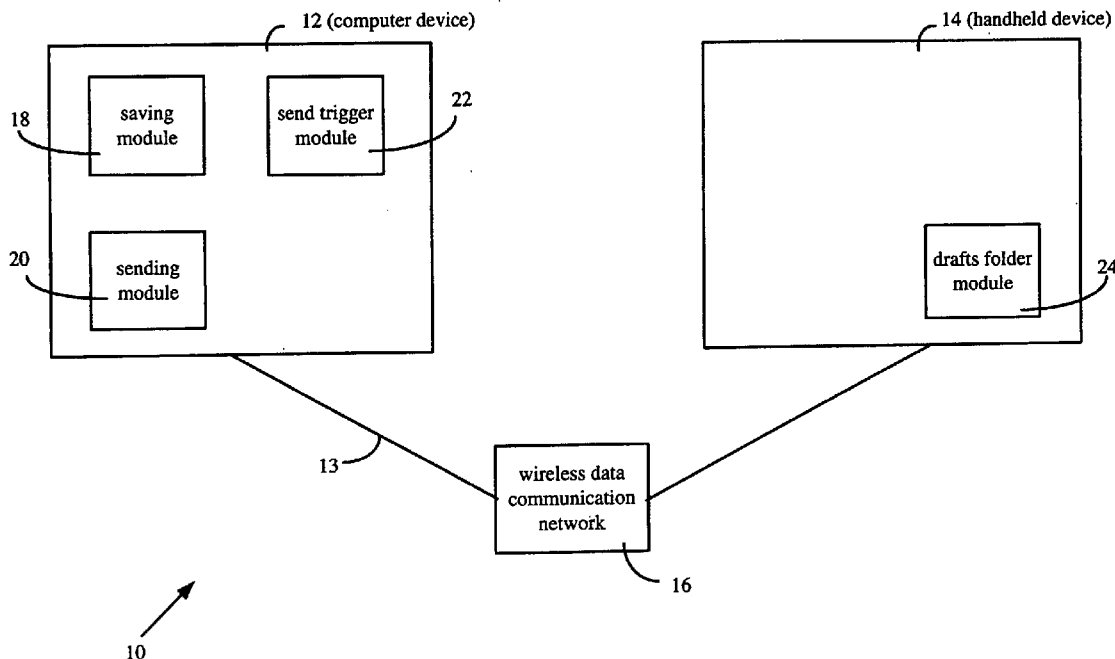 12 (computer device)
14 (handheld device)
18
saving
module
send trigger
module
22
20
sending
module
drafts folder
module
24
13
wireless data
communication
network
16
10